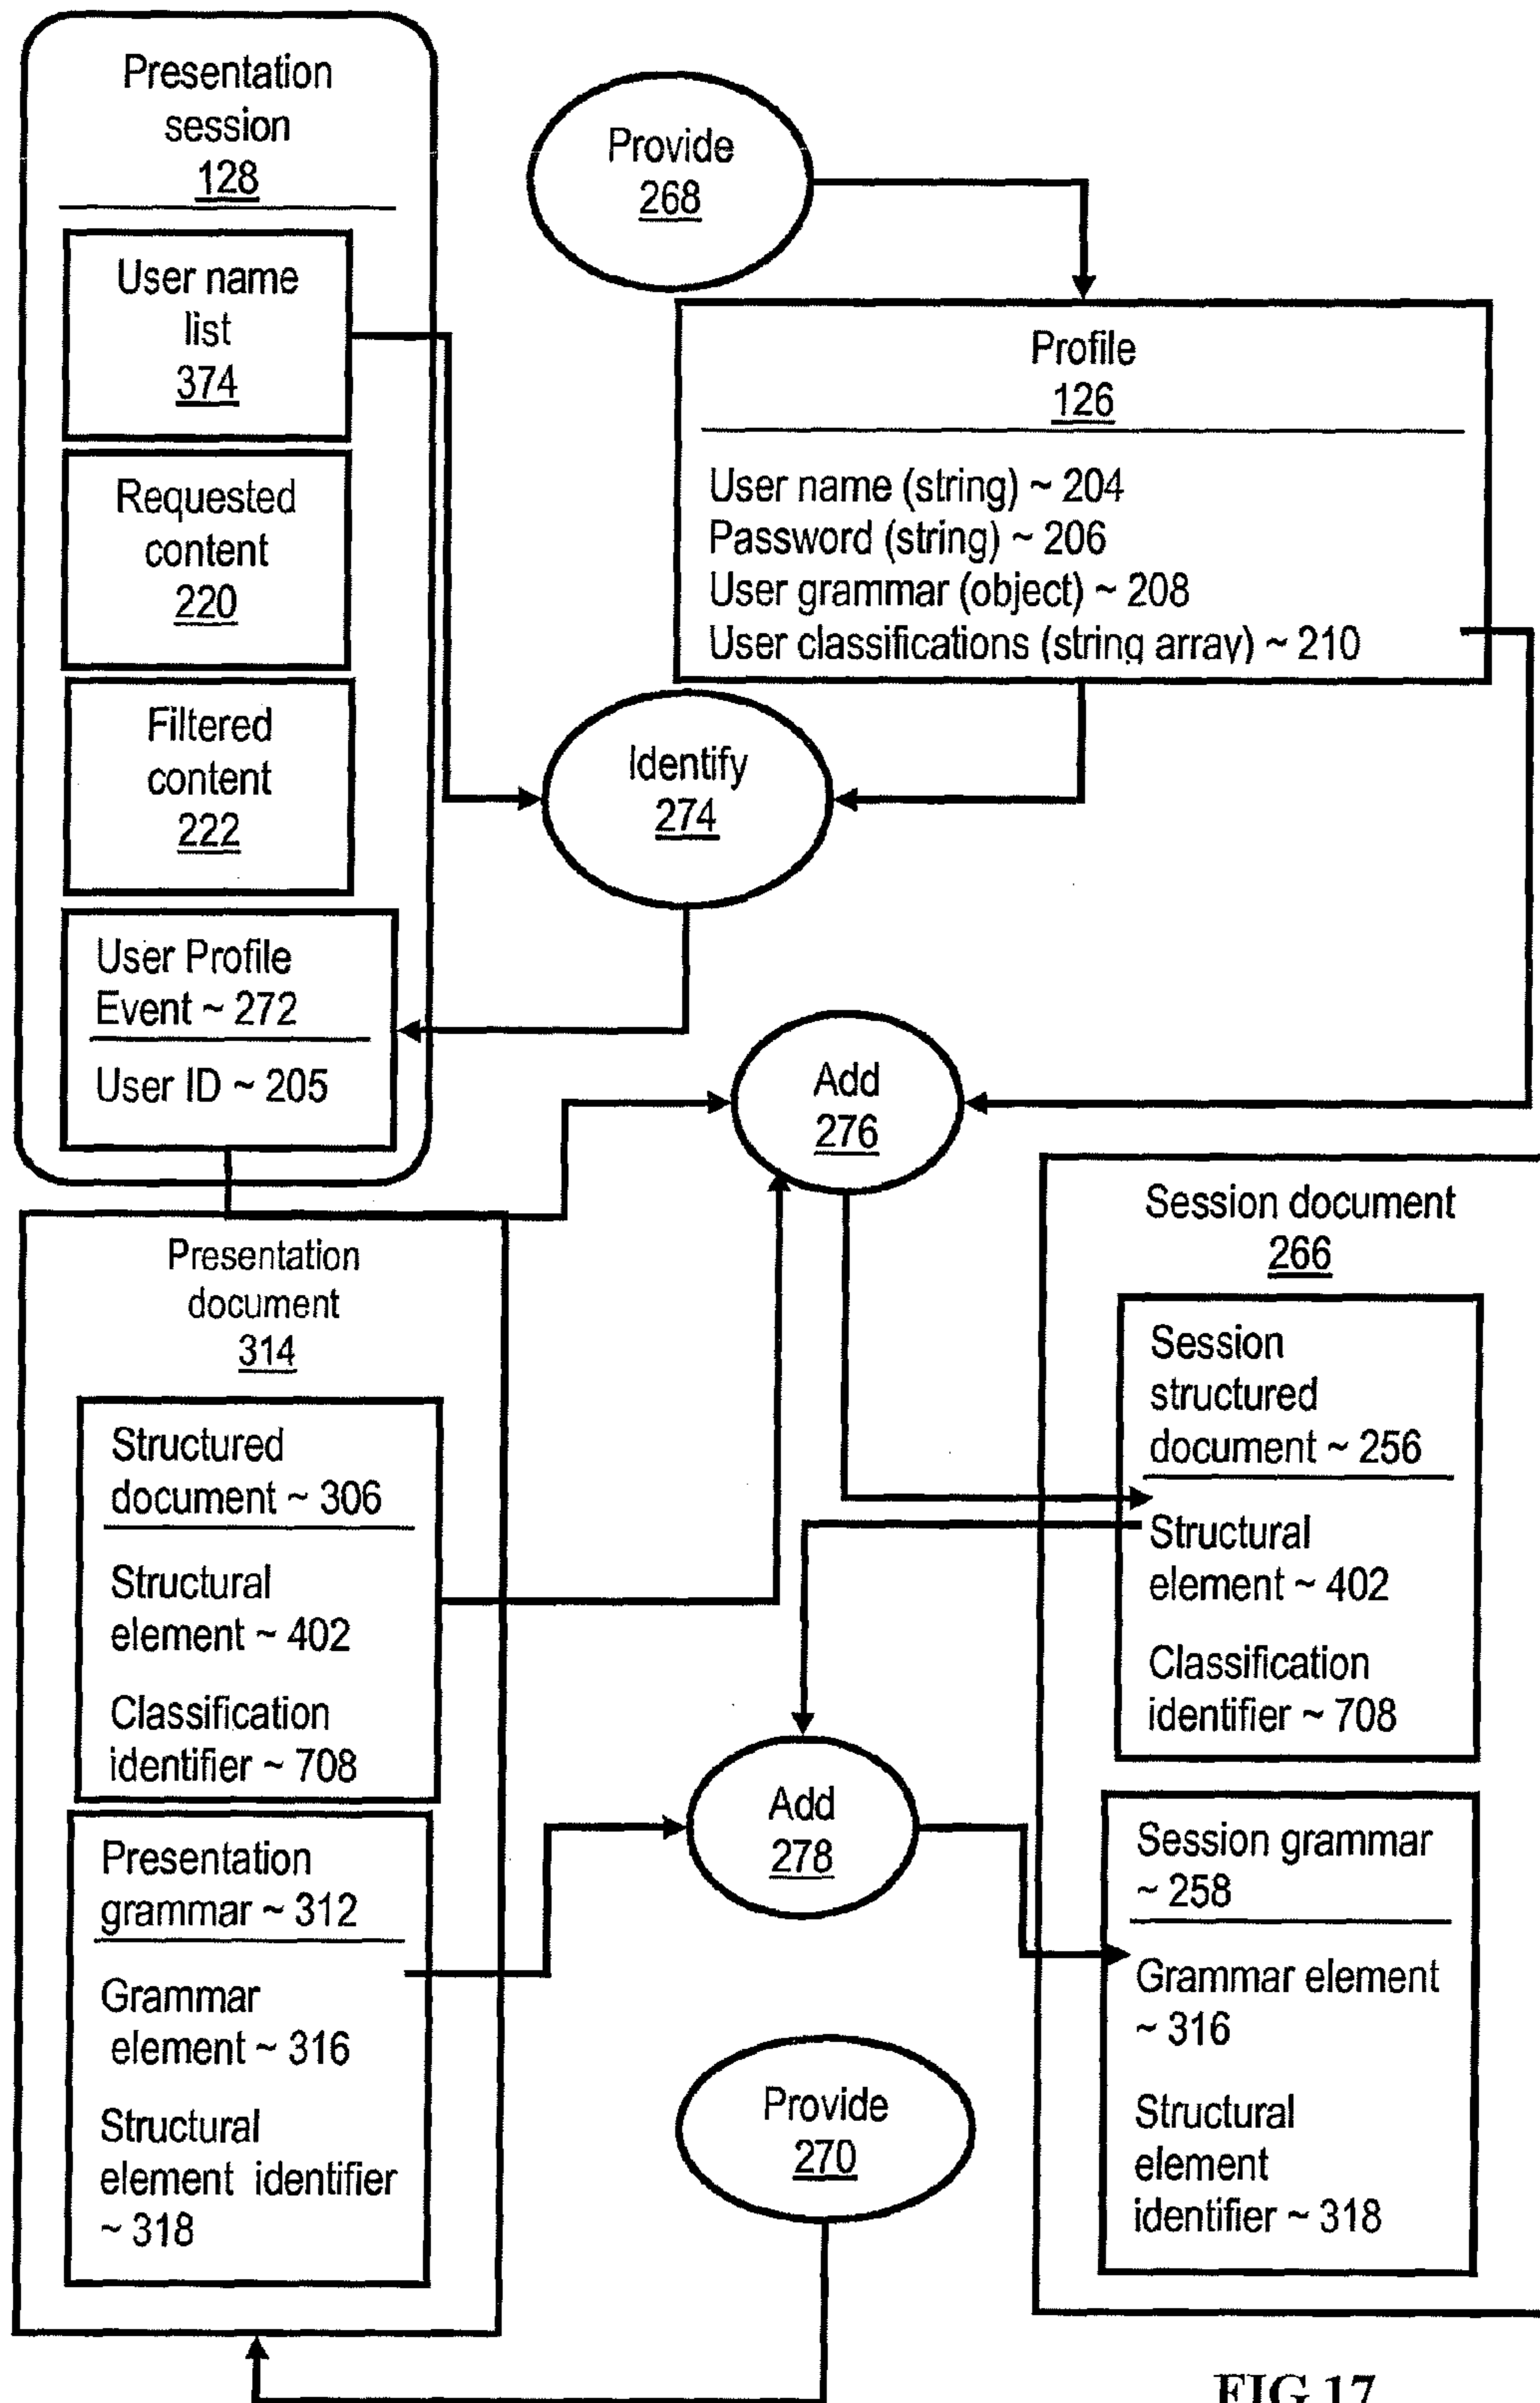 Presentation
session
128
User name
list
374
Requested
content
220
Filtered
content
222
User Profile
Event ~ 272
User ID ~ 205
Provide
268
Profile
126
User name (string) ~ 204
Password (string) ~ 206
User grammar (object) ~ 208
User classifications (string array) ~ 210
Identify
274
Add
276
Presentation
document
314
Structured
document ~ 306
Structural
element ~ 402
Classification
identifier ~ 708
Presentation
grammar ~ 312
Grammar
element ~ 316
Structural
element identifier
~ 318
Add
278
Provide
270
Session document
266
Session
structured
document ~ 256
Structural
element ~ 402
Classification
identifier ~ 708
Session grammar
~ 258
Grammar element
~ 316
Structural
element
identifier ~ 318
FIG 17